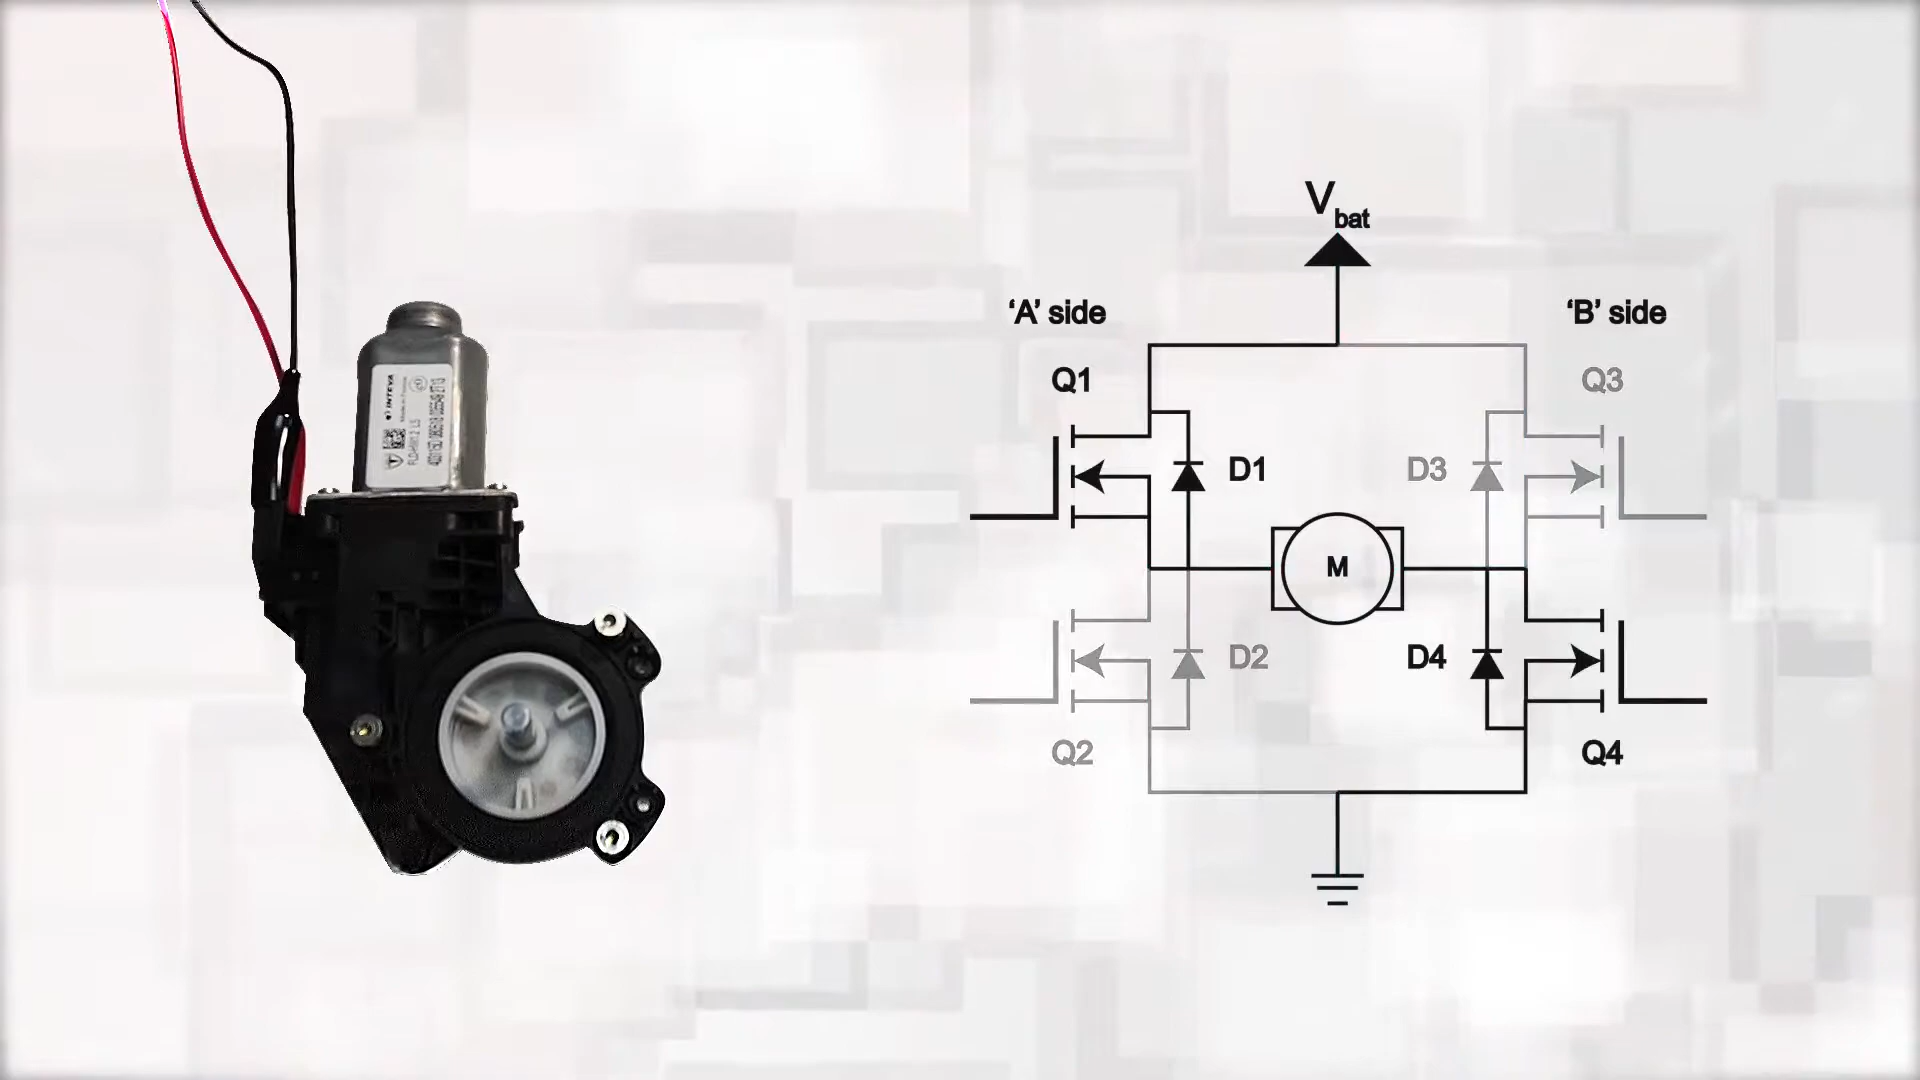 INTEVA
V
bat
‘A’ side
‘B’ side
Q1
Q3
D1
D3
M
D2
D4
Q2
Q4